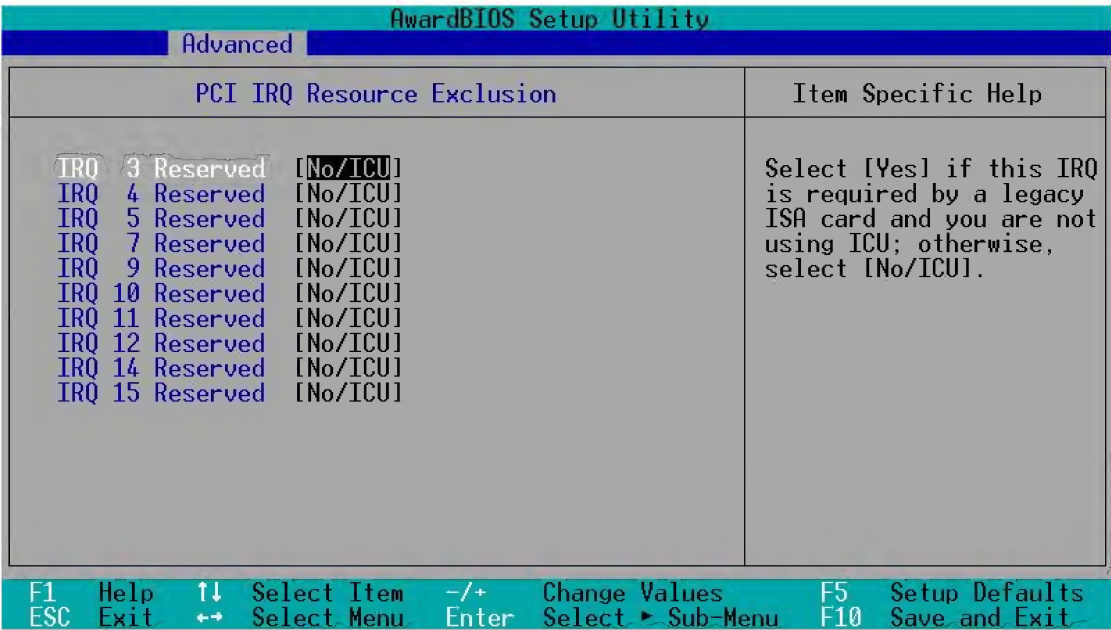 AwardBIOS Setup Utility
Advanced
PCI IRQ Resource Exclusion
IRQ 3 Reserved [No/ICU]
IRQ 4 Reserved [No/ICU]
IRQ 5 Reserved [No/ICU]
IRQ 7 Reserved [No/ICU]
IRQ 9 Reserved [No/ICU]
IRQ 10 Reserved [No/ICU]
IRQ 11 Reserved [No/ICU]
IRQ 12 Reserved [No/ICU]
IRQ 14 Reserved [No/ICU]
IRQ 15 Reserved [No/ICU]
Item Specific Help
Select [Yes] if this IRQ
is required by a legacy
ISA card and you are not
using ICU; otherwise,
select [No/ICU].
F1 Help ↑↓ Select Item -/+ Change Values F5 Setup Defaults
ESC Exit ←→ Select Menu Enter Select ► Sub-Menu F10 Save and Exit